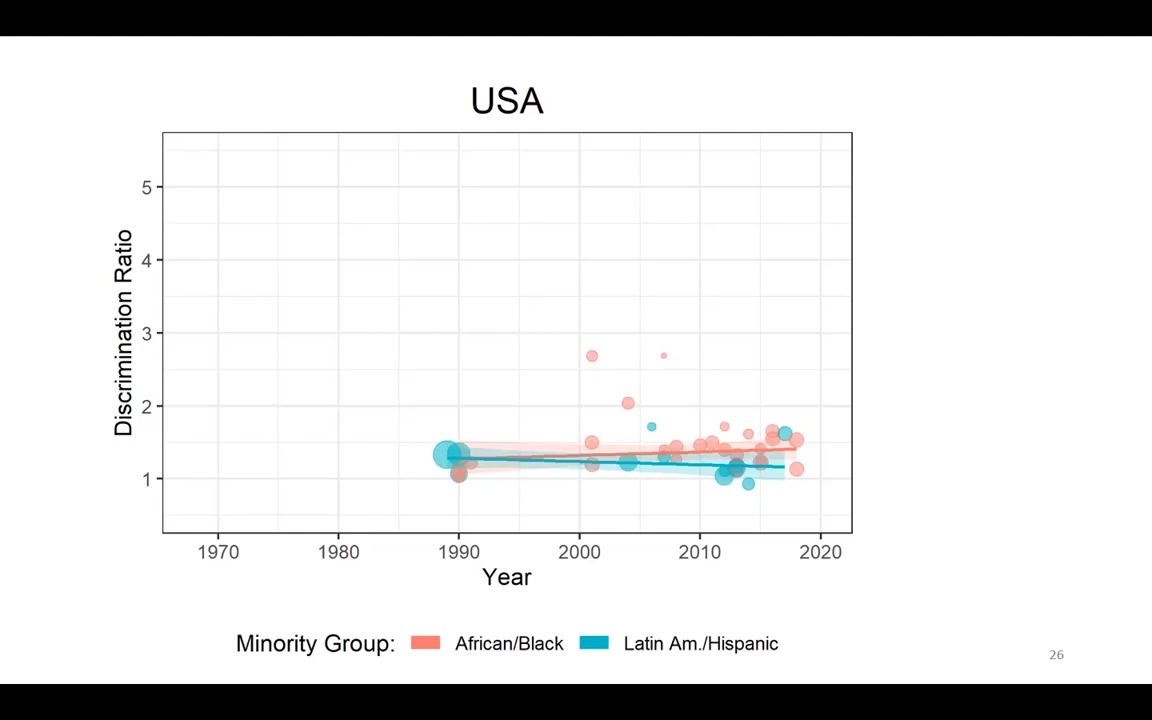 USA
Discrimination Ratio
5
4
3
2
1
1970 1980 1990 2000 2010 2020
Year
Minority Group: African/Black Latin Am./Hispanic
26